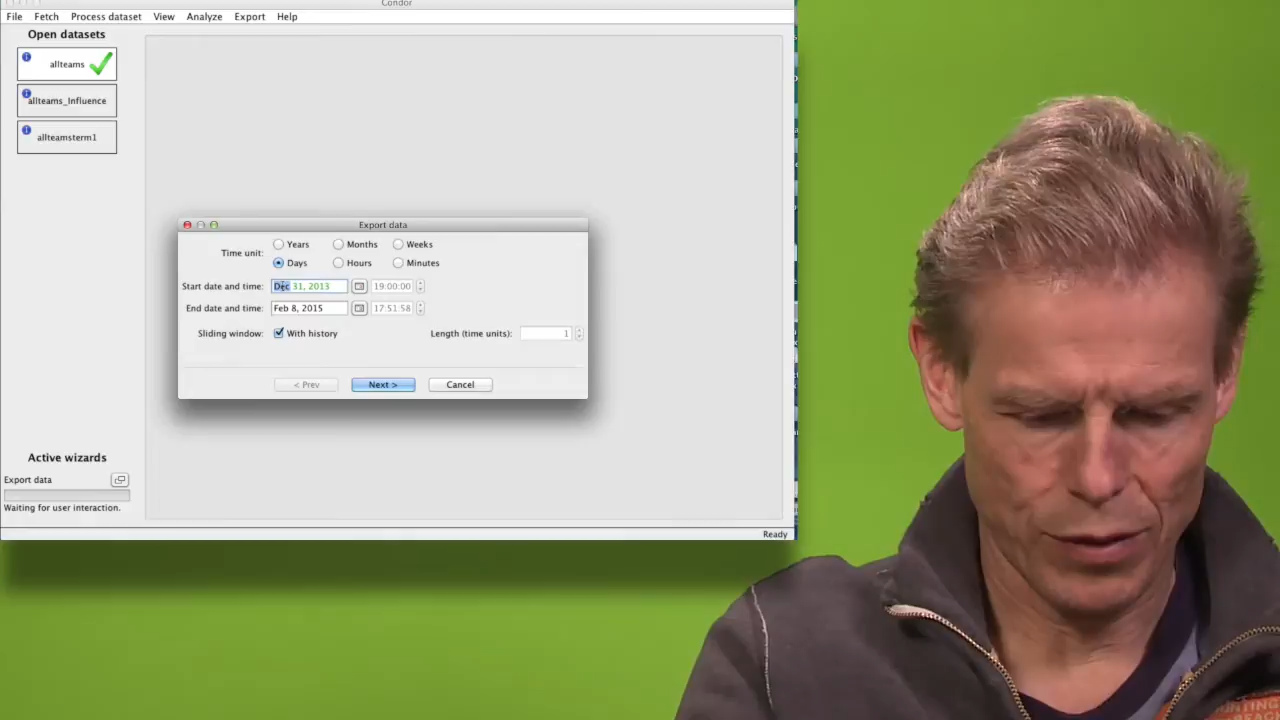 Condor
File Fetch Process dataset View Analyze Export Help
Open datasets
allteams
allteams_Influence
allteamsterm1
Export data
Time unit: Years Months Weeks
Days Hours Minutes
Start date and time: Dec 31, 2013 19:00:00
End date and time: Feb 8, 2015 17:51:58
Sliding window: With history Length (time units): 1
< Prev Next > Cancel
Active wizards
Export data
Waiting for user interaction.
Ready